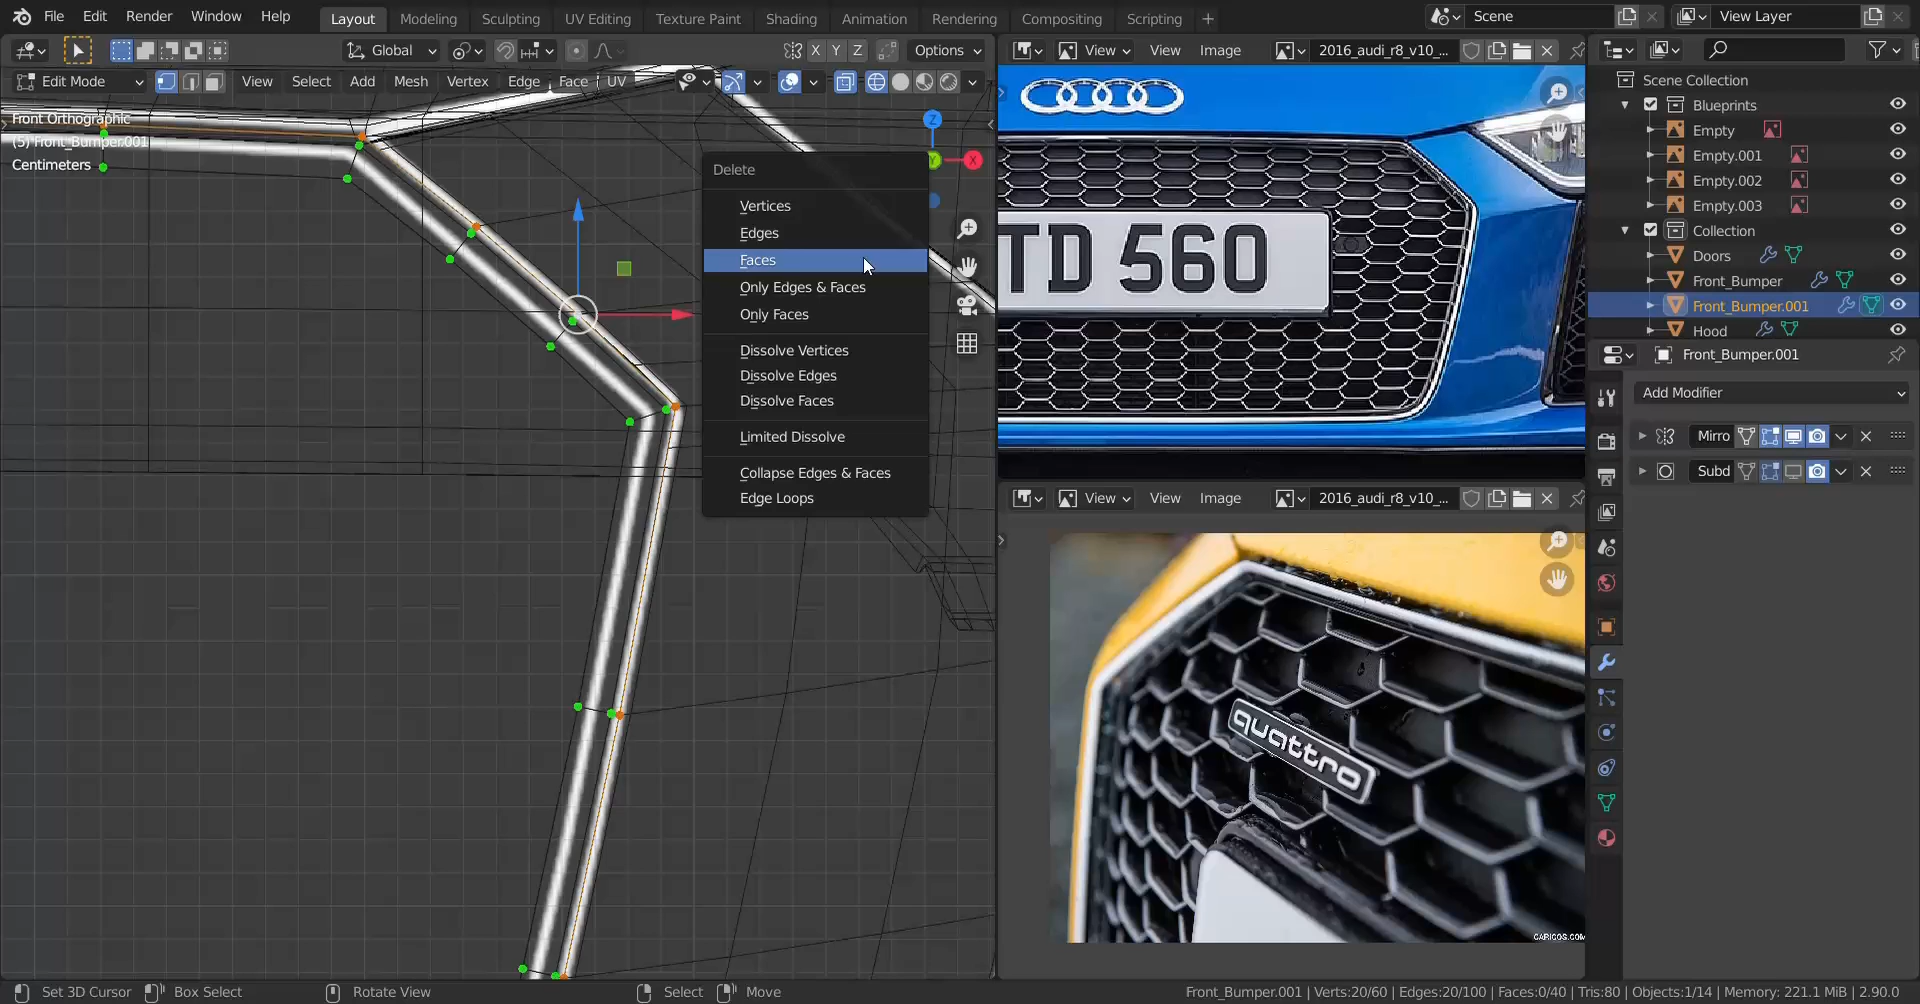 File Edit Render Window Help
Layout Modeling Sculpting UV Editing Texture Paint Shading Animation Rendering Compositing Scripting +
Scene
View Layer
Global
X Y Z
Options
Edit Mode
View Select Add Mesh Vertex Edge Face UV
Front Orthographic
(5) Front_Bumper.001
Centimeters
Z
Y
X
Delete
Vertices
Edges
Faces
Only Edges & Faces
Only Faces
Dissolve Vertices
Dissolve Edges
Dissolve Faces
Limited Dissolve
Collapse Edges & Faces
Edge Loops
View View Image 2016_audi_r8_v10_...
TD 560
View View Image 2016_audi_r8_v10_...
quattro
CARICOS.COM
Scene Collection
Blueprints
Empty
Empty.001
Empty.002
Empty.003
Collection
Doors
Front_Bumper
Front_Bumper.001
Hood
Front_Bumper.001
Add Modifier
Mirro
Subd
Set 3D Cursor Box Select Rotate View Select Move
Front_Bumper.001 | Verts:20/60 | Edges:20/100 | Faces:0/40 | Tris:80 | Objects:1/14 | Memory: 221.1 MiB | 2.90.0